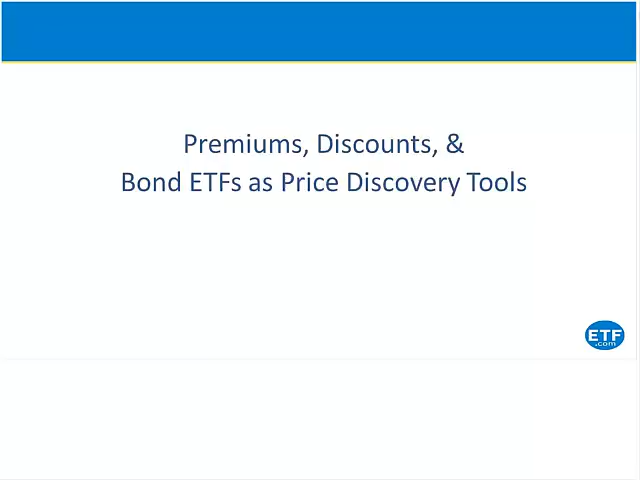 Premiums, Discounts, &
Bond ETFs as Price Discovery Tools
ETF
.com